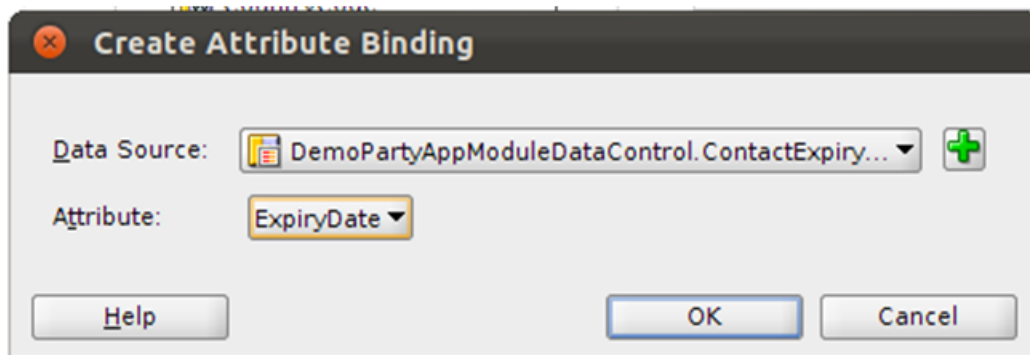 Create Attribute Binding
Data Source: DemoPartyAppModuleDataControl.ContactExpiry...
Attribute: ExpiryDate
Help OK Cancel